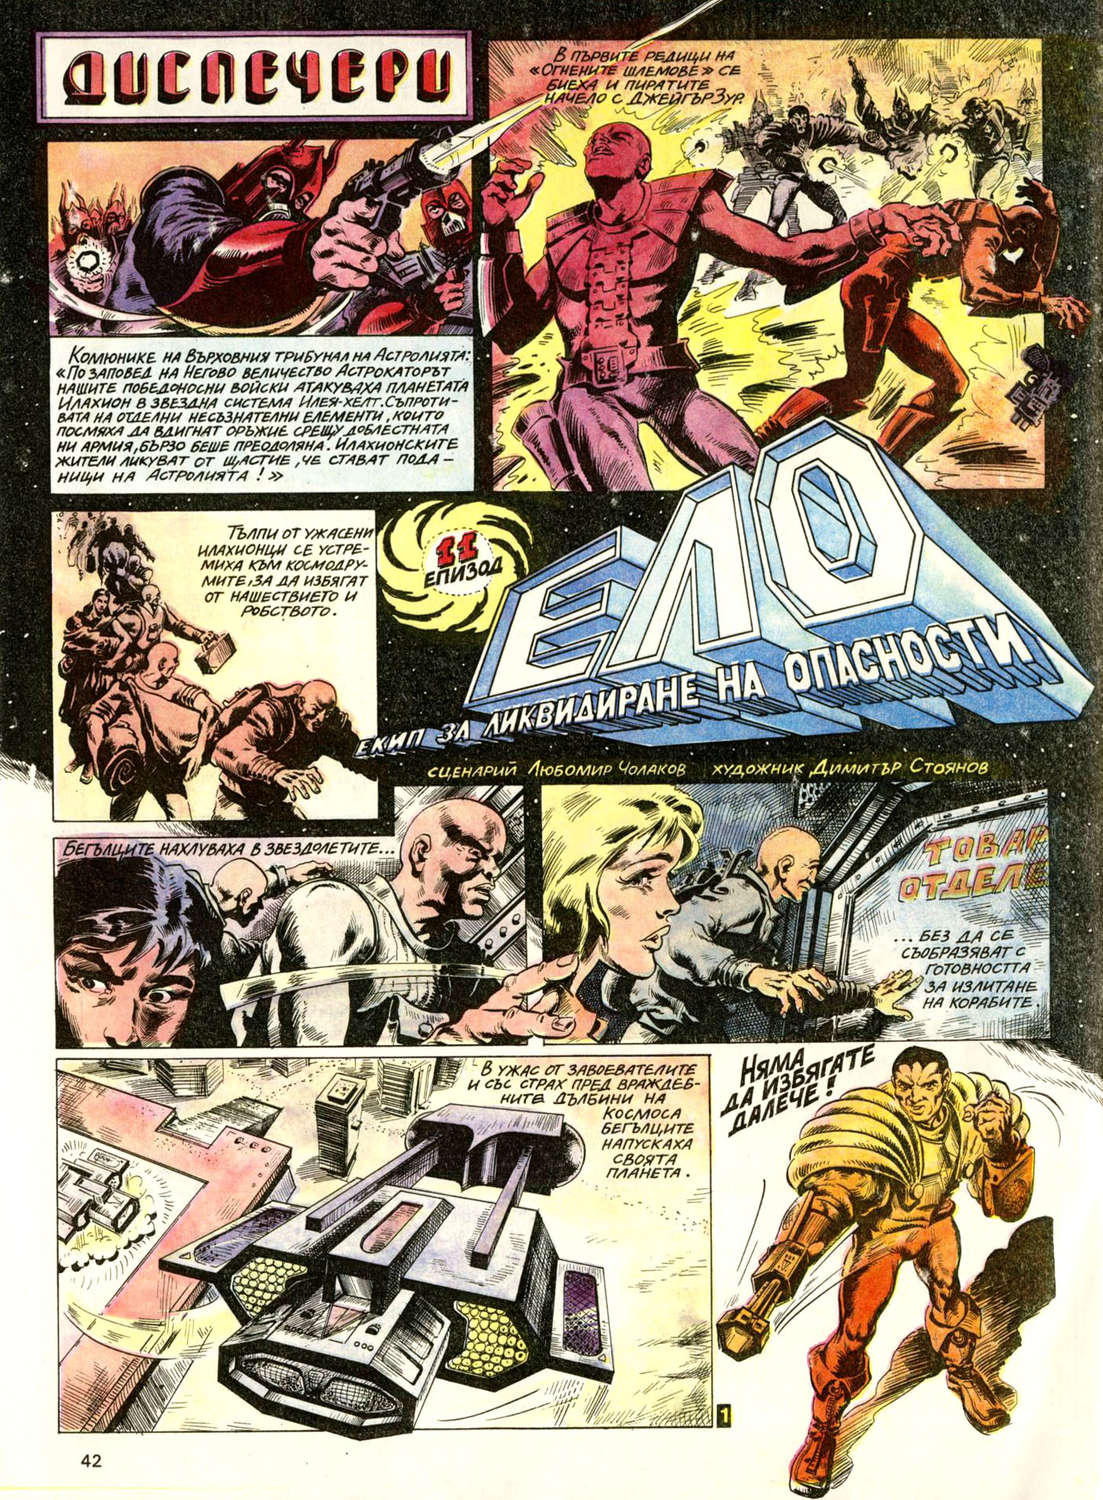 ДИСПЕЧЕРИ
В ПЪРВИТЕ РЕДИЦИ НА
«ОГНЕНИТЕ ШЛЕМОВЕ» СЕ
БИЕХА И ПИРАТИТЕ
НАЧЕЛО С ДЖЕЙГЪР ЗУР.
КОМЮНИКЕ НА ВЪРХОВНИЯ ТРИБУНАЛ НА АСТРОЛИЯТА:
«ПО ЗАПОВЕД НА НЕГОВО ВЕЛИЧЕСТВО АСТРОКАТОРЪТ
НАШИТЕ ПОБЕДОНОСНИ ВОЙСКИ АТАКУВАХА ПЛАНЕТАТА
ИЛАХИОН В ЗВЕЗДНА СИСТЕМА ИЛЕЯ-ХЕЛТ. СЪПРОТИ-
ВАТА НА ОТДЕЛНИ НЕСЪЗНАТЕЛНИ ЕЛЕМЕНТИ, КОИТО
ПОСМЯХА ДА ВДИГНАТ ОРЪЖИЕ СРЕЩУ ДОБЛЕСТНАТА
НИ АРМИЯ, БЪРЗО БЕШЕ ПРЕОДОЛЯНА. ИЛАХИОНСКИТЕ
ЖИТЕЛИ ЛИКУВАТ ОТ ЩАСТИЕ, ЧЕ СТАВАТ ПОДА-
НИЦИ НА АСТРОЛИЯТА!»
ТЪЛПИ ОТ УЖАСЕНИ
ИЛАХИОНЦИ СЕ УСТРЕ-
МИХА КЪМ КОСМОДРУ-
МИТЕ, ЗА ДА ИЗБЯГАТ
ОТ НАШЕСТВИЕТО И
РОБСТВОТО.
11
ЕПИЗОД
ЕЛО
ЕКИП ЗА ЛИКВИДИРАНЕ НА ОПАСНОСТИ
СЦЕНАРИЙ ЛЮБОМИР ЧОЛАКОВ ХУДОЖНИК ДИМИТЪР СТОЯНОВ
БЕГЪЛЦИТЕ НАХЛУВАХА В ЗВЕЗДОЛЕТИТЕ...
ТОВАР
ОТДЕЛЕ
...БЕЗ ДА СЕ
СЪОБРАЗЯВАТ С
ГОТОВНОСТТА
ЗА ИЗЛИТАНЕ
НА КОРАБИТЕ.
В УЖАС ОТ ЗАВОЕВАТЕЛИТЕ
И СЪС СТРАХ ПРЕД ВРАЖДЕБ-
НИТЕ ДЪЛБИНИ НА
КОСМОСА
БЕГЪЛЦИТЕ
НАПУСКАХА
СВОЯТА
ПЛАНЕТА.
НЯМА
ДА ИЗБЯГАТЕ
ДАЛЕЧЕ!
1
42